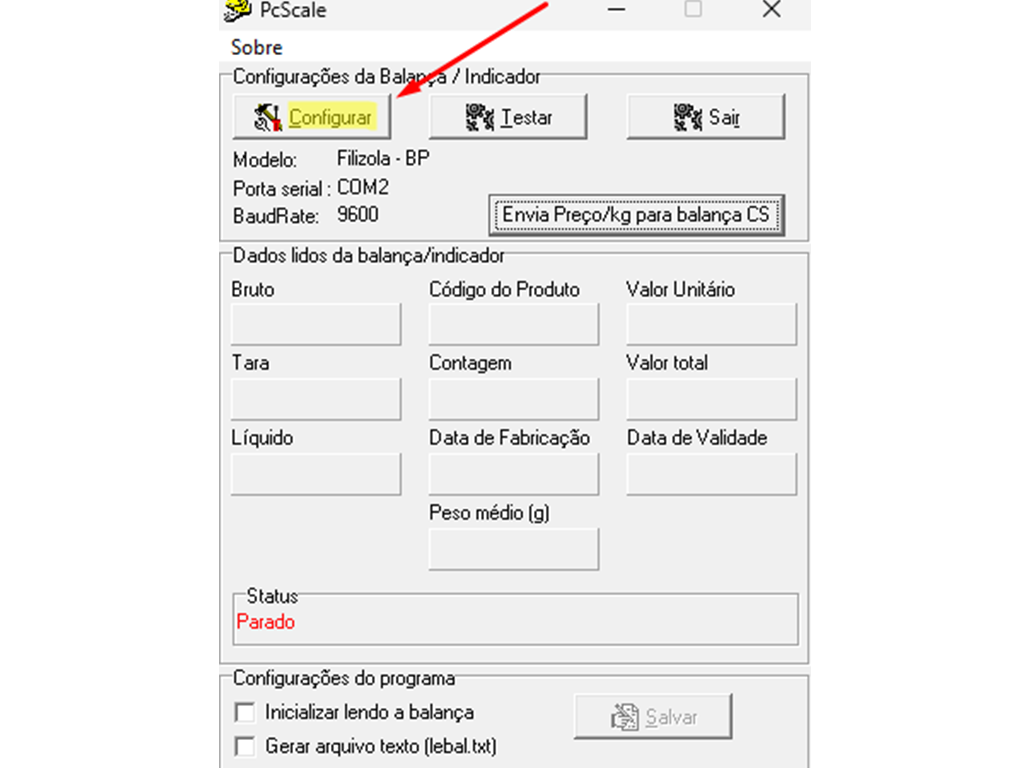 PcScale
Sobre
Configurações da Balança / Indicador
Configurar Testar Sair
Modelo: Filizola - BP
Porta serial : COM2
BaudRate: 9600
Envia Preço/kg para balança CS
Dados lidos da balança/indicador
Bruto Código do Produto Valor Unitário
Tara Contagem Valor total
Líquido Data de Fabricação Data de Validade
Peso médio (g)
Status
Parado
Configurações do programa
Inicializar lendo a balança
Salvar
Gerar arquivo texto (lebal.txt)